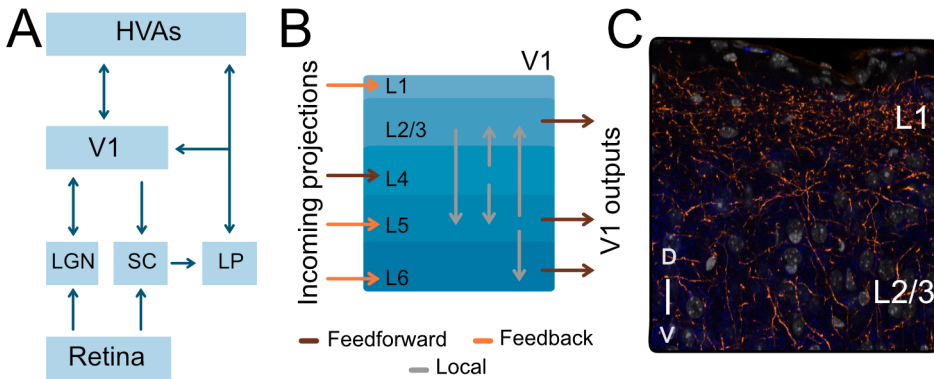 A
HVAs
V1
LGN
SC
LP
Retina
B
V1
Incoming projections
L1
L2/3
L4
L5
L6
V1 outputs
Feedforward
Feedback
Local
C
L1
D
V
L2/3